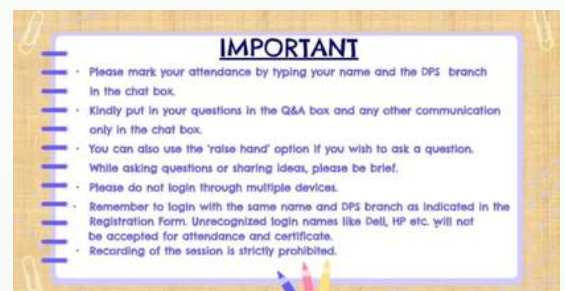 IMPORTANT
· Please mark your attendance by typing your name and the DPS branch
in the chat box.
· Kindly put in your questions in the Q&A box and any other communication
only in the chat box.
· You can also use the 'raise hand' option if you wish to ask a question.
While asking questions or sharing ideas, please be brief.
· Please do not login through multiple devices.
· Remember to login with the same name and DPS branch as indicated in the
Registration Form. Unrecognized login names like Dell, HP etc. will not
be accepted for attendance and certificate.
· Recording of the session is strictly prohibited.